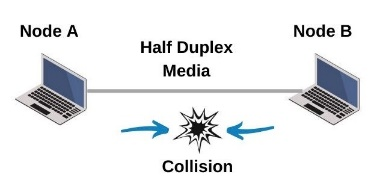 Node A
Node B
Half Duplex
Media
Collision